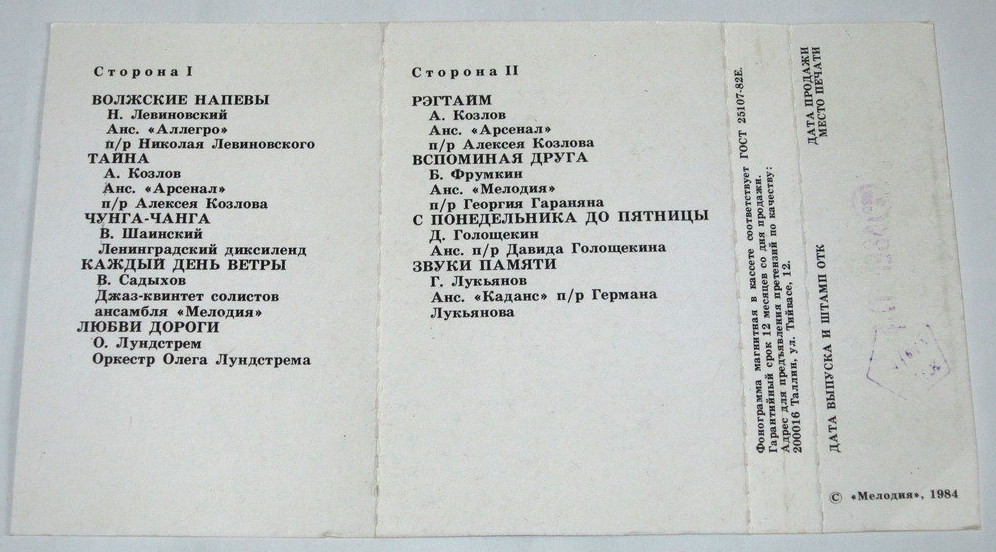 Сторона I
ВОЛЖСКИЕ НАПЕВЫ
Н. Левиновский
Анс. «Аллегро»
п/р Николая Левиновского
ТАЙНА
А. Козлов
Анс. «Арсенал»
п/р Алексея Козлова
ЧУНГА-ЧАНГА
В. Шаинский
Ленинградский диксиленд
КАЖДЫЙ ДЕНЬ ВЕТРЫ
В. Садыхов
Джаз-квинтет солистов
ансамбля «Мелодия»
ЛЮБВИ ДОРОГИ
О. Лундстрем
Оркестр Олега Лундстрема
Сторона II
РЭГТАЙМ
А. Козлов
Анс. «Арсенал»
п/р Алексея Козлова
ВСПОМИНАЯ ДРУГА
Б. Фрумкин
Анс. «Мелодия»
п/р Георгия Гараняна
С ПОНЕДЕЛЬНИКА ДО ПЯТНИЦЫ
Д. Голощекин
Анс. п/р Давида Голощекина
ЗВУКИ ПАМЯТИ
Г. Лукьянов
Анс. «Каданс» п/р Германа
Лукьянова
Фонограмма магнитная в кассете соответствует ГОСТ 25107-82Е.
Гарантийный срок 12 месяцев со дня продажи.
Адрес для предъявления претензий по качеству:
200016 Таллин, ул. Тийвасе, 12.
ДАТА ПРОДАЖИ
МЕСТО ПЕЧАТИ
ДАТА ВЫПУСКА И ШТАМП ОТК
© «Мелодия», 1984